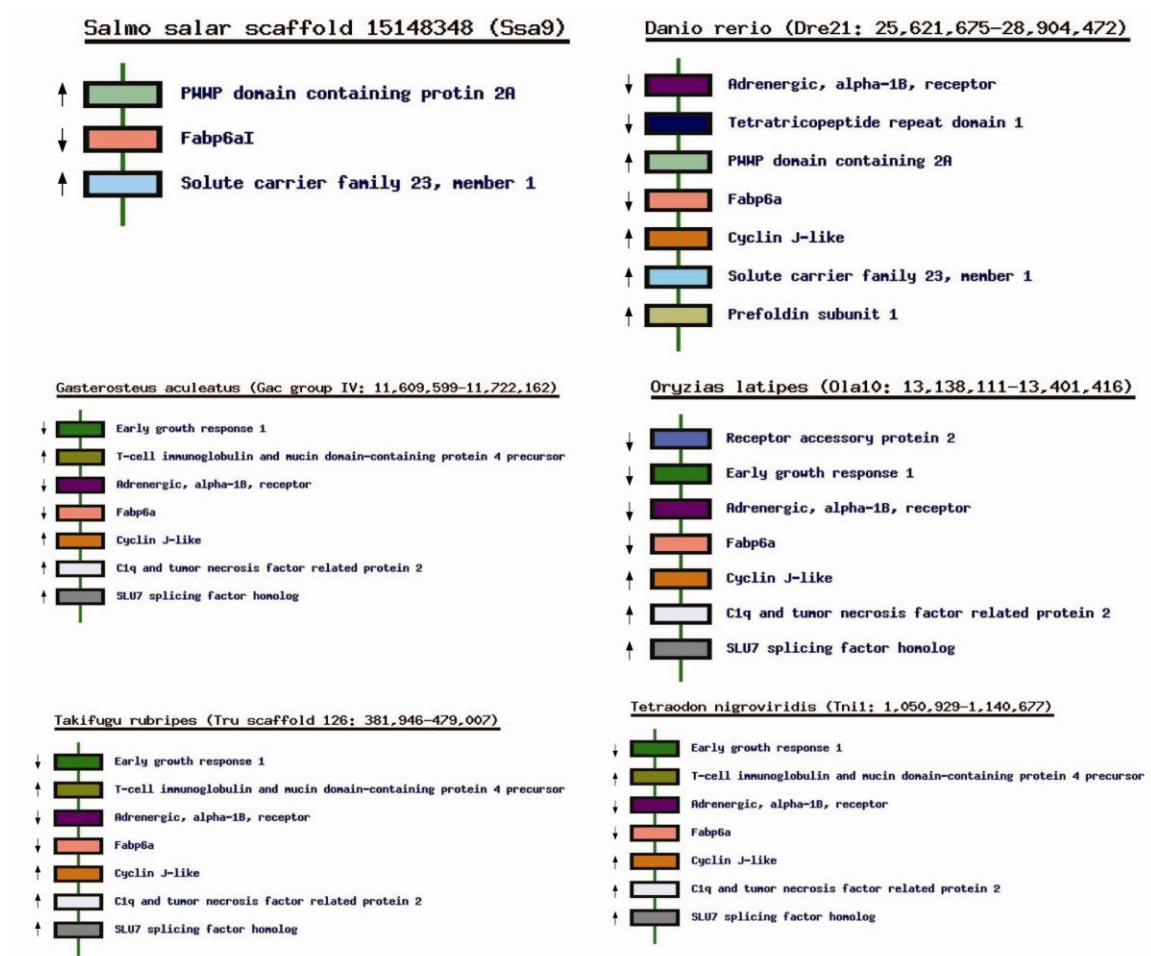 Salmo salar scaffold 15148348 (Ssa9)
PWWP domain containing protin 2A
Fabp6aI
Solute carrier family 23, member 1
Danio rerio (Dre21: 25,621,675-28,904,472)
Adrenergic, alpha-1B, receptor
Tetratricopeptide repeat domain 1
PWWP domain containing 2A
Fabp6a
Cyclin J-like
Solute carrier family 23, member 1
Prefoldin subunit 1
Gasterosteus aculeatus (Gac group IV: 11,609,599-11,722,162)
Early growth response 1
T-cell immunoglobulin and mucin domain-containing protein 4 precursor
Adrenergic, alpha-1B, receptor
Fabp6a
Cyclin J-like
C1q and tumor necrosis factor related protein 2
SLU7 splicing factor homolog
Oryzias latipes (Ola10: 13,138,111-13,401,416)
Receptor accessory protein 2
Early growth response 1
Adrenergic, alpha-1B, receptor
Fabp6a
Cyclin J-like
C1q and tumor necrosis factor related protein 2
SLU7 splicing factor homolog
Takifugu rubripes (Tru scaffold 126: 381,946-479,007)
Early growth response 1
T-cell immunoglobulin and mucin domain-containing protein 4 precursor
Adrenergic, alpha-1B, receptor
Fabp6a
Cyclin J-like
C1q and tumor necrosis factor related protein 2
SLU7 splicing factor homolog
Tetraodon nigroviridis (Tni1: 1,050,929-1,140,677)
Early growth response 1
T-cell immunoglobulin and mucin domain-containing protein 4 precursor
Adrenergic, alpha-1B, receptor
Fabp6a
Cyclin J-like
C1q and tumor necrosis factor related protein 2
SLU7 splicing factor homolog